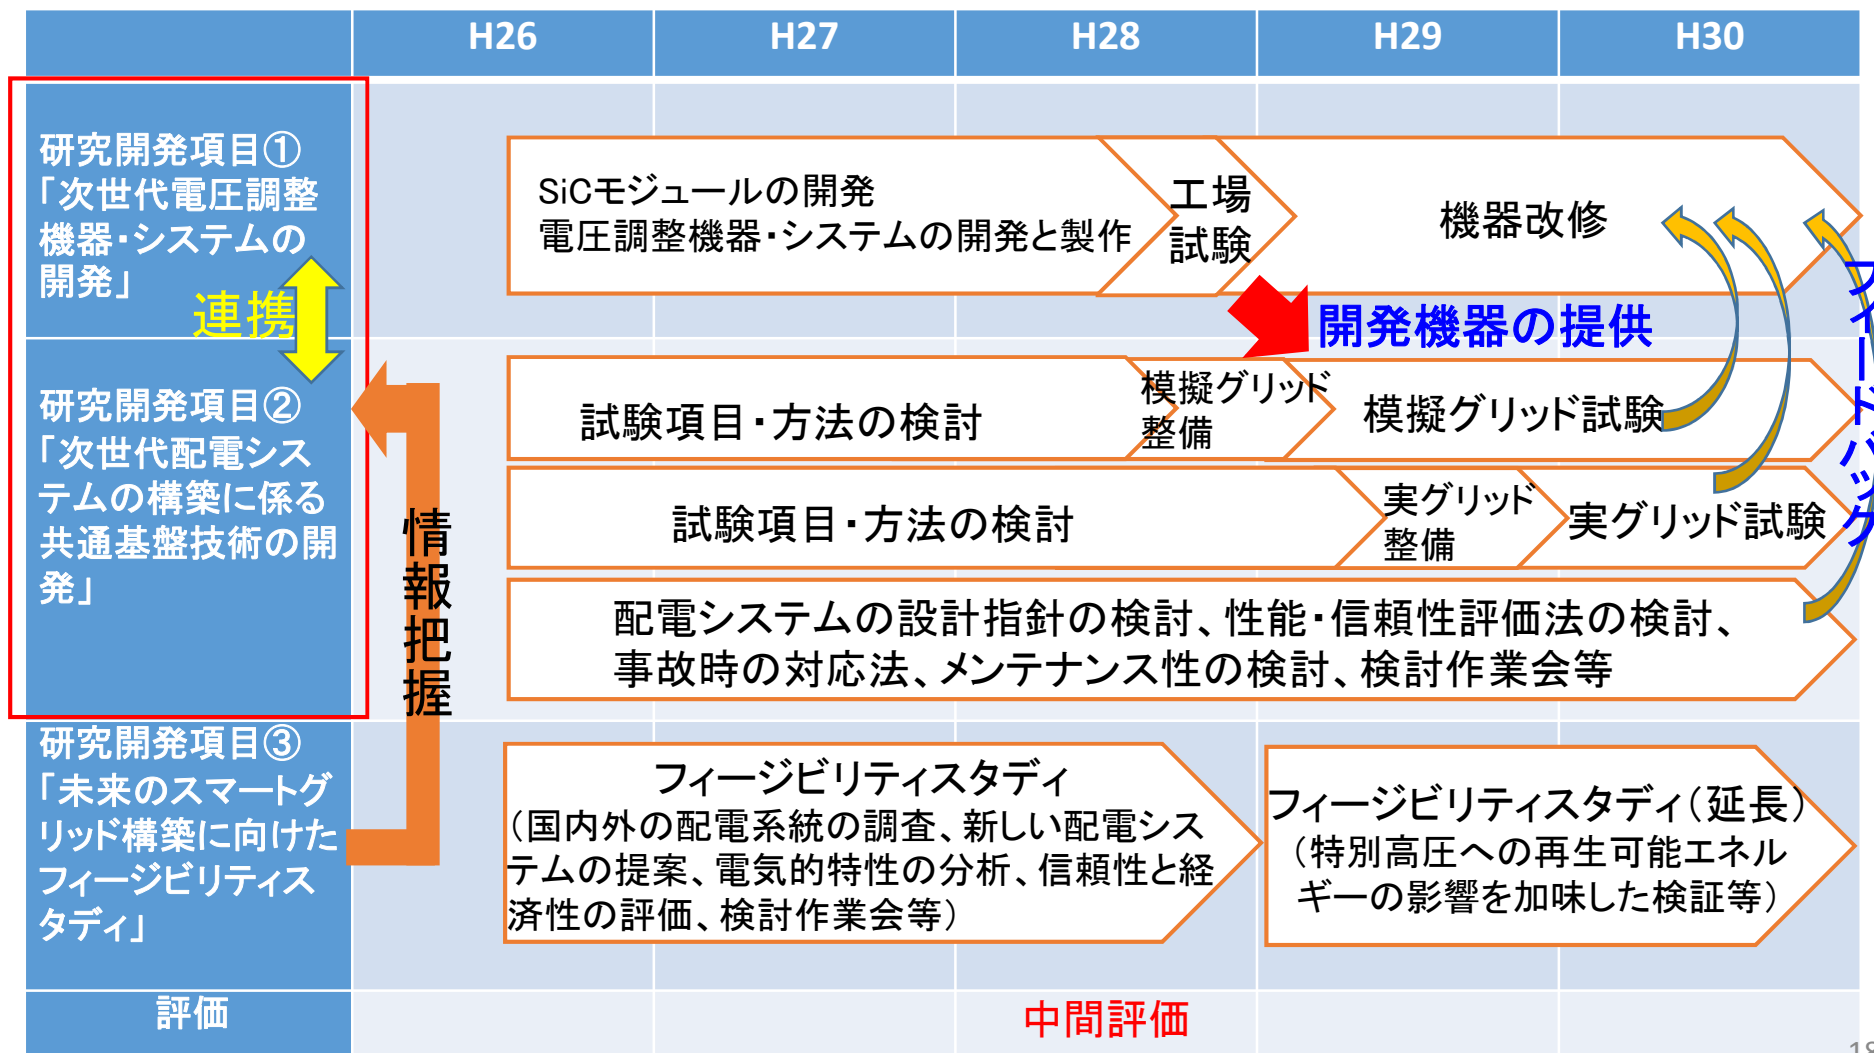 H26
H27
H28
H29
H30
研究開発項目①
「次世代電圧調整
機器・システムの
開発」
連携
SiCモジュールの開発
電圧調整機器・システムの開発と製作
工場
試験
機器改修
開発機器の提供
フィードバック
研究開発項目②
「次世代配電シス
テムの構築に係る
共通基盤技術の開
発」
情報把握
試験項目・方法の検討
模擬グリッド
整備
模擬グリッド試験
試験項目・方法の検討
実グリッド
整備
実グリッド試験
配電システムの設計指針の検討、性能・信頼性評価法の検討、
事故時の対応法、メンテナンス性の検討、検討作業会等
研究開発項目③
「未来のスマートグ
リッド構築に向けた
フィージビリティス
タディ」
フィージビリティスタディ
（国内外の配電系統の調査、新しい配電シス
テムの提案、電気的特性の分析、信頼性と経
済性の評価、検討作業会等）
フィージビリティスタディ（延長）
（特別高圧への再生可能エネル
ギーの影響を加味した検証等）
評価
中間評価